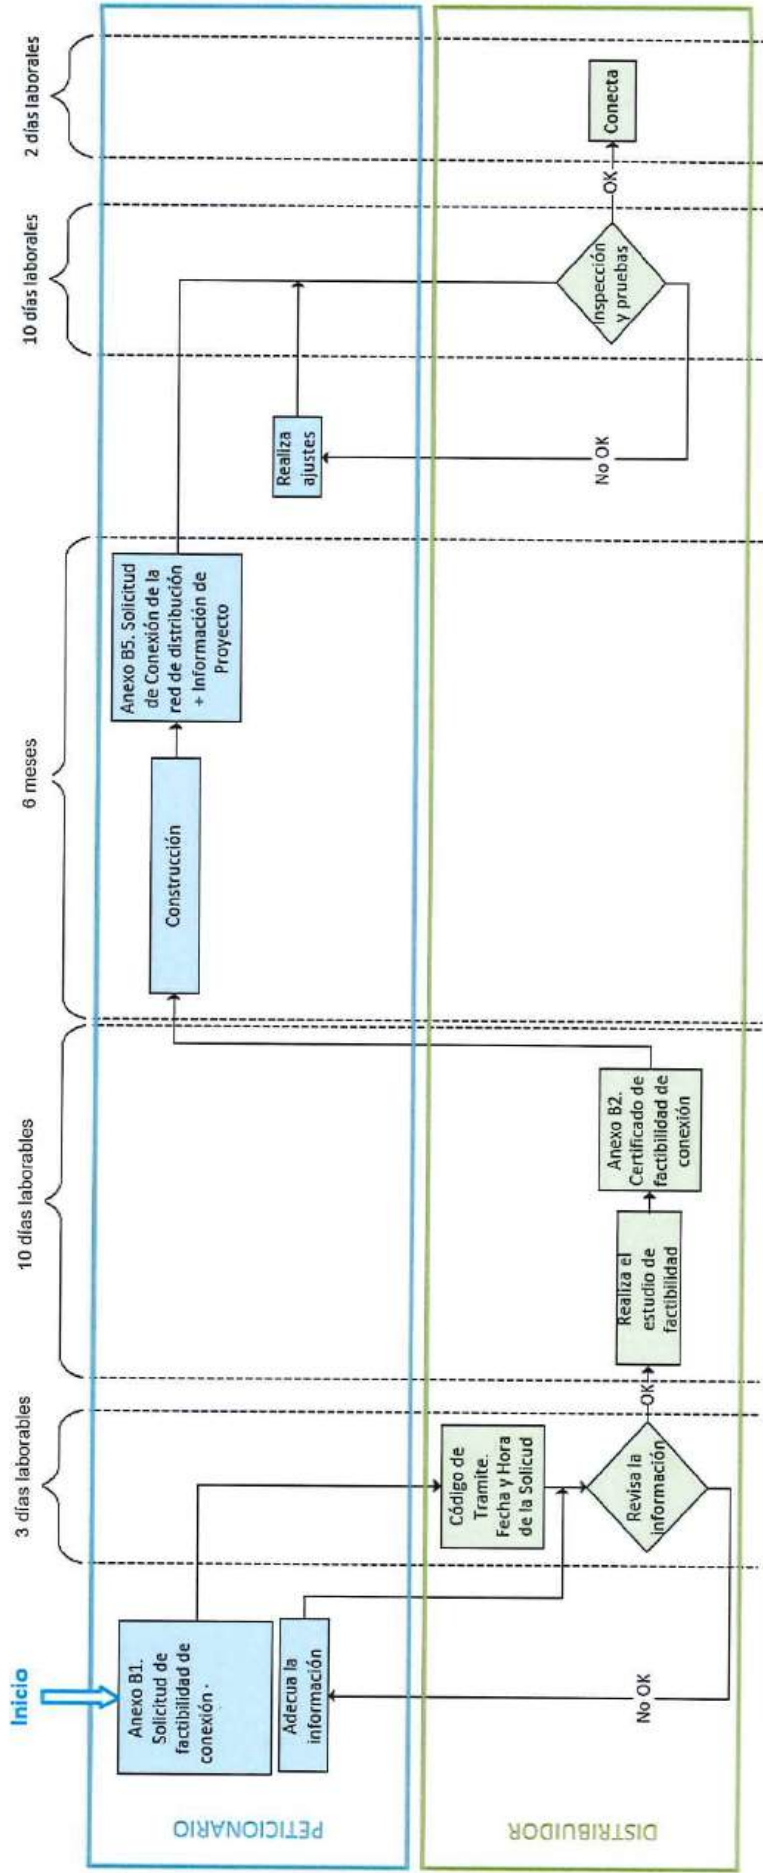 Inicio
3 días laborables
10 días laborables
6 meses
10 días laborales
2 días laborales
PETICIONARIO
Anexo B1.
Solicitud de
factibilidad de
conexión
Adecua la
información
Construcción
Anexo B5. Solicitud
de Conexión de la
red de distribución
+ Información de
Proyecto
Realiza
ajustes
DISTRIBUIDOR
No OK
Código de
Tramite.
Fecha y Hora
de la Solicud
Revisa la
información
OK
Realiza el
estudio de
factibilidad
Anexo B2.
Certificado de
factibilidad de
conexión
No OK
Inspección
y pruebas
OK
Conecta